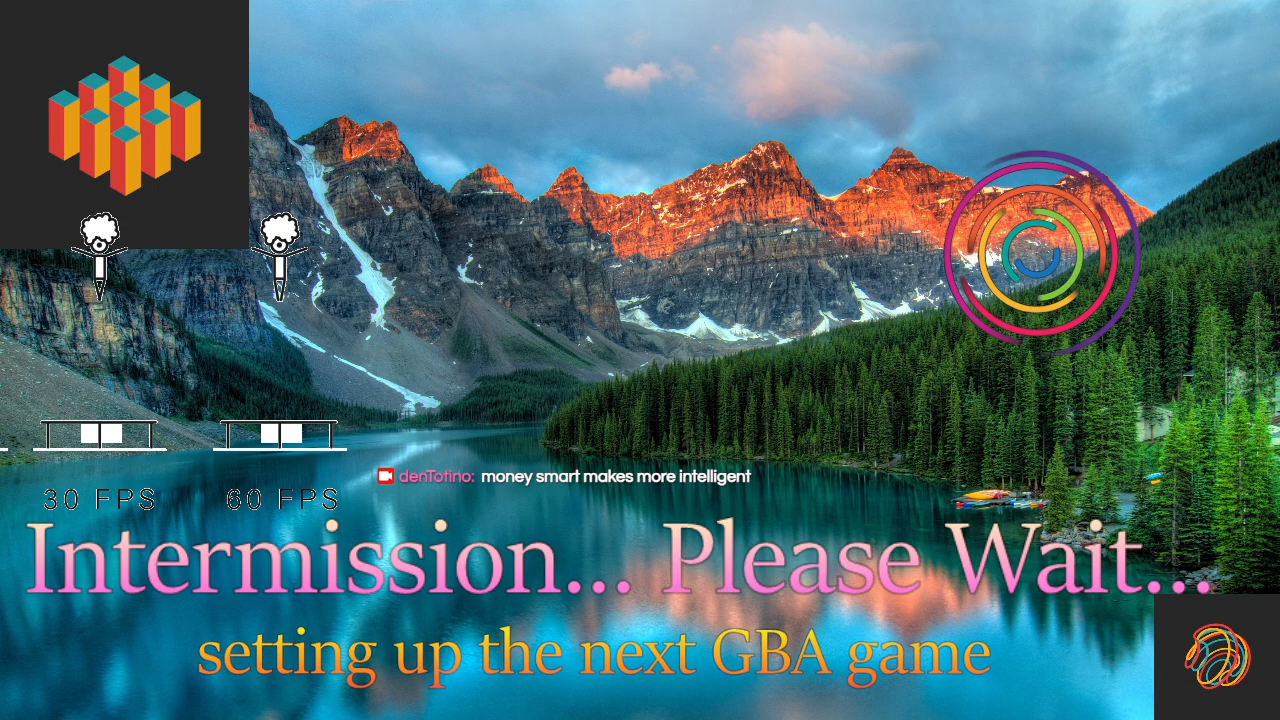 denTotino: money smart makes more intelligent
30 FPS
60 FPS
Intermission... Please Wait...
setting up the next GBA game